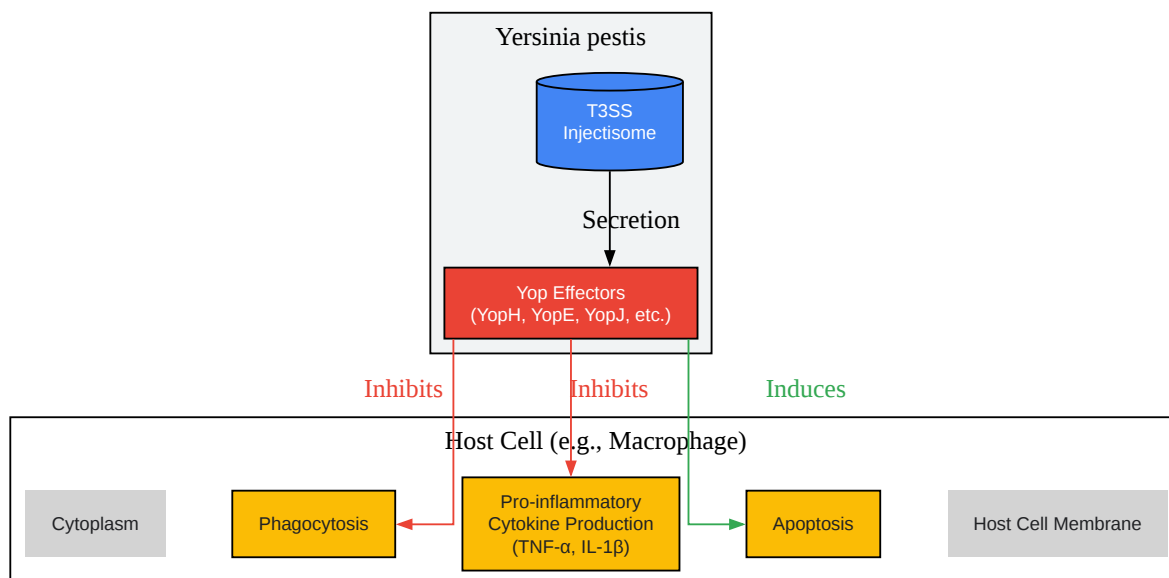 Yersinia pestis
T3SS
Injectisome
Secretion
Yop Effectors
(YopH, YopE, YopJ, etc.)
Inhibits
Inhibits
Induces
Host Cell (e.g., Macrophage)
Cytoplasm
Phagocytosis
Pro-inflammatory
Cytokine Production
(TNF-α, IL-1β)
Apoptosis
Host Cell Membrane